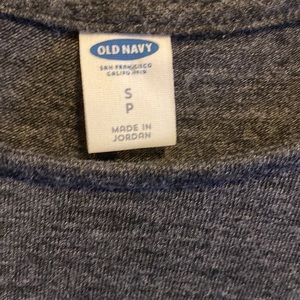 OLD NAVY
SAN FRANCISCO
CALIFORNIA
S
P
MADE IN
JORDAN